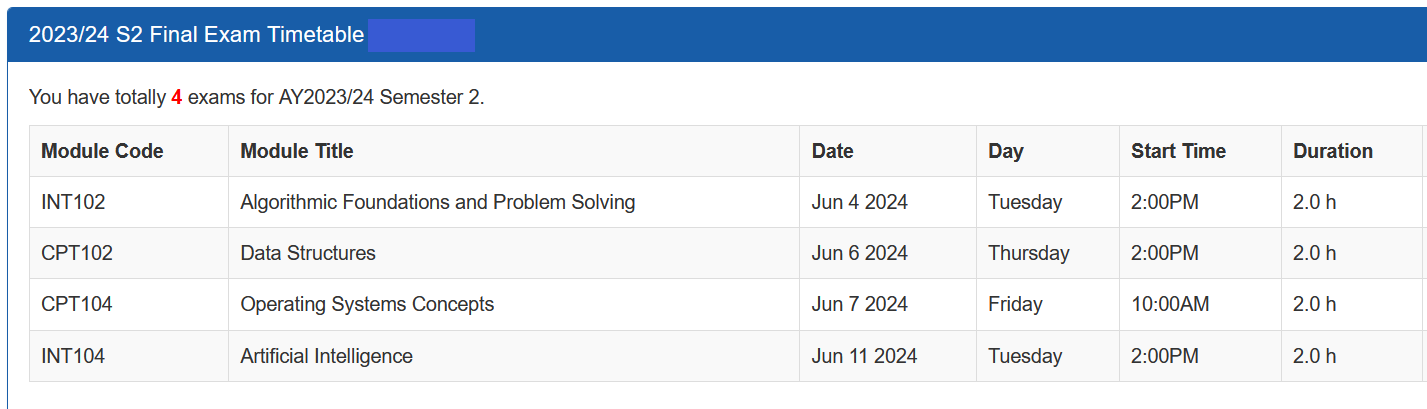 2023/24 S2 Final Exam Timetable
You have totally 4 exams for AY2023/24 Semester 2.
Module Code Module Title Date Day Start Time Duration
INT102 Algorithmic Foundations and Problem Solving Jun 4 2024 Tuesday 2:00PM 2.0 h
CPT102 Data Structures Jun 6 2024 Thursday 2:00PM 2.0 h
CPT104 Operating Systems Concepts Jun 7 2024 Friday 10:00AM 2.0 h
INT104 Artificial Intelligence Jun 11 2024 Tuesday 2:00PM 2.0 h